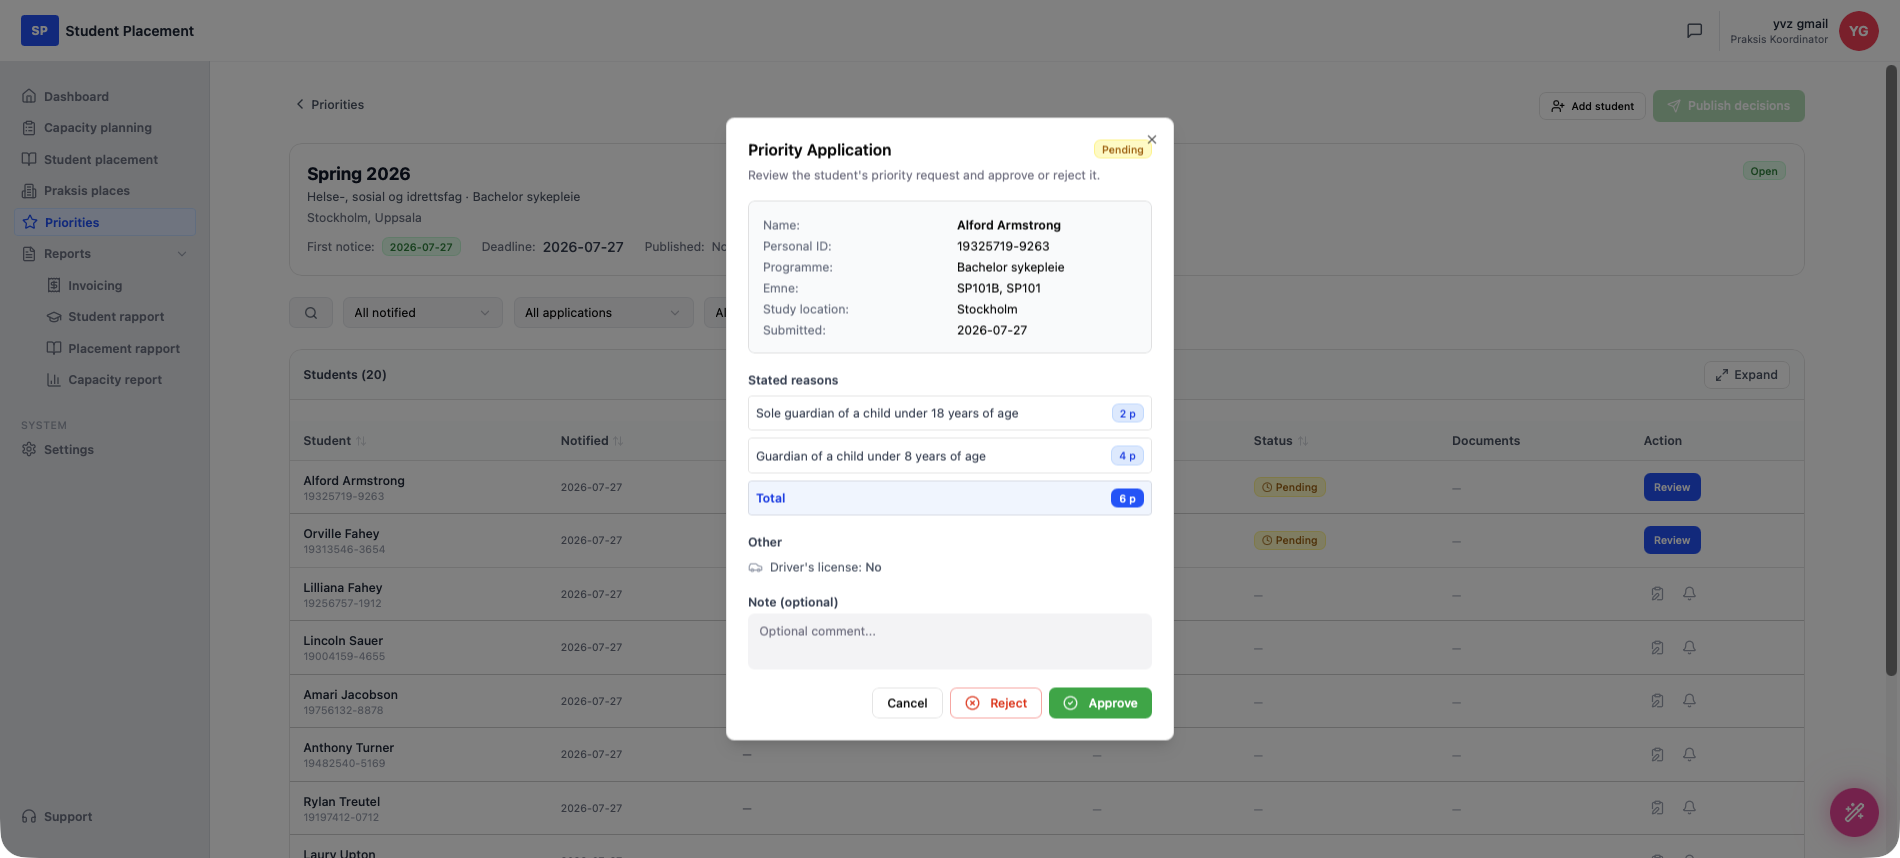 SP Student Placement
yvz gmail
Praksis Koordinator
YG
Dashboard
Capacity planning
Student placement
Praksis places
Priorities
Reports
Invoicing
Student rapport
Placement rapport
Capacity report
SYSTEM
Settings
Support
Priorities
Add student
Publish decisions
Spring 2026
Open
Helse-, sosial og idrettsfag · Bachelor sykepleie
Stockholm, Uppsala
First notice: 2026-07-27 Deadline: 2026-07-27 Published:
All notified
All applications
Students (20)
Expand
Student Notified Status Documents Action
Alford Armstrong
19325719-9263
2026-07-27
Pending
—
Review
Orville Fahey
19313546-3654
2026-07-27
Pending
—
Review
Lilliana Fahey
19256757-1912
2026-07-27
—
—
Lincoln Sauer
19004159-4655
2026-07-27
—
—
Amari Jacobson
19756132-8878
2026-07-27
—
—
Anthony Turner
19482540-5169
2026-07-27
—
—
—
—
Rylan Treutel
19197412-0712
2026-07-27
—
—
—
—
Laury Upton
Priority Application
Pending
Review the student's priority request and approve or reject it.
Name: Alford Armstrong
Personal ID: 19325719-9263
Programme: Bachelor sykepleie
Emne: SP101B, SP101
Study location: Stockholm
Submitted: 2026-07-27
Stated reasons
Sole guardian of a child under 18 years of age 2 p
Guardian of a child under 8 years of age 4 p
Total 6 p
Other
Driver's license: No
Note (optional)
Optional comment...
Cancel
Reject
Approve